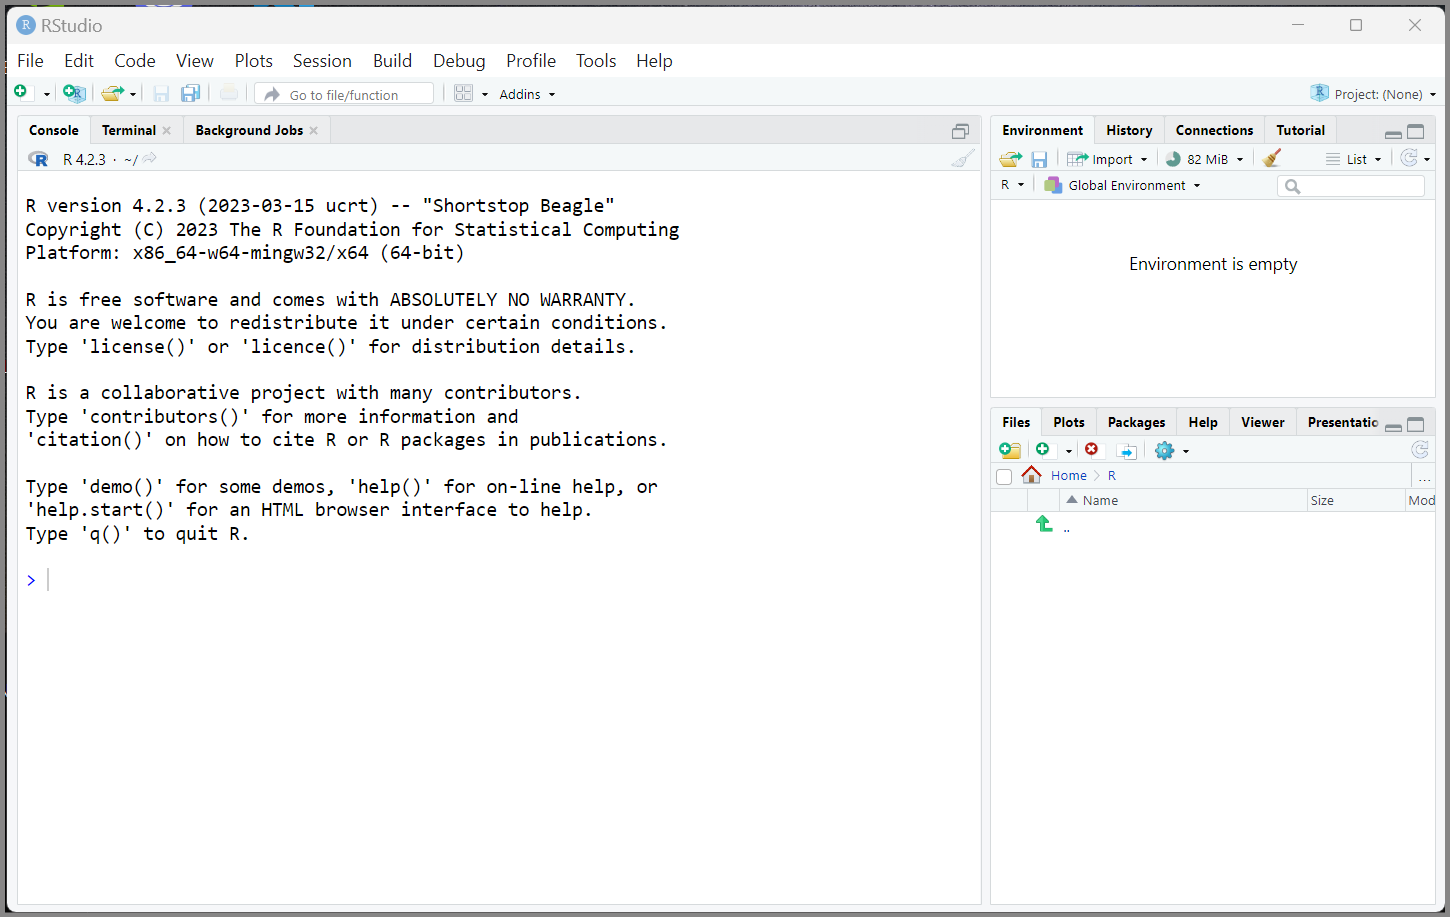 RStudio
File Edit Code View Plots Session Build Debug Profile Tools Help
Go to file/function Addins Project: (None)
Console Terminal Background Jobs
R 4.2.3 · ~/
R version 4.2.3 (2023-03-15 ucrt) -- "Shortstop Beagle"
Copyright (C) 2023 The R Foundation for Statistical Computing
Platform: x86_64-w64-mingw32/x64 (64-bit)
R is free software and comes with ABSOLUTELY NO WARRANTY.
You are welcome to redistribute it under certain conditions.
Type 'license()' or 'licence()' for distribution details.
R is a collaborative project with many contributors.
Type 'contributors()' for more information and
'citation()' on how to cite R or R packages in publications.
Type 'demo()' for some demos, 'help()' for on-line help, or
'help.start()' for an HTML browser interface to help.
Type 'q()' to quit R.
>
Environment History Connections Tutorial
Import 82 MiB List
R Global Environment
Environment is empty
Files Plots Packages Help Viewer Presentatio
Home R ...
Name Size Mod
..